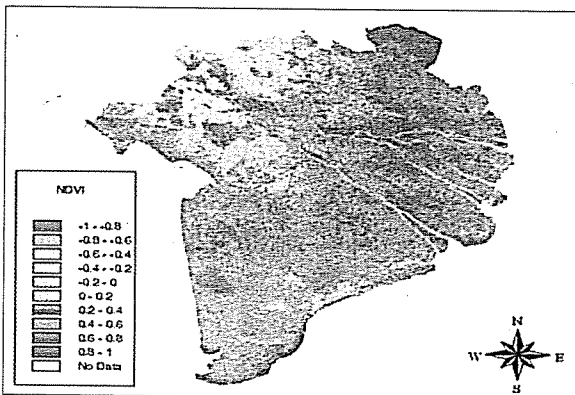 NDVI
-1 - -0.8
-0.8 - -0.6
-0.6 - -0.4
-0.4 - -0.2
-0.2 - 0
0 - 0.2
0.2 - 0.4
0.4 - 0.6
0.6 - 0.8
0.8 - 1
No Data
N
W E
S